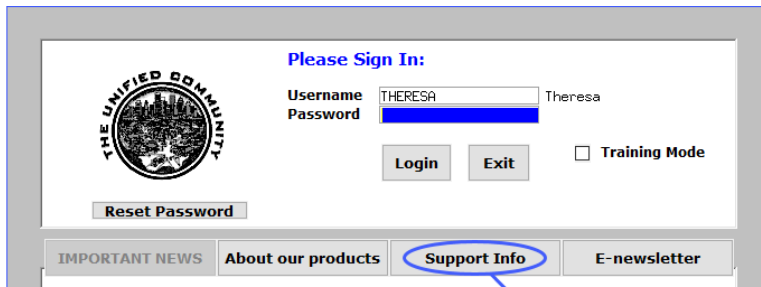 THE UNIFIED COMMUNITY
Please Sign In:
Username THERESA Theresa
Password
Login Exit Training Mode
Reset Password
IMPORTANT NEWS About our products Support Info E-newsletter